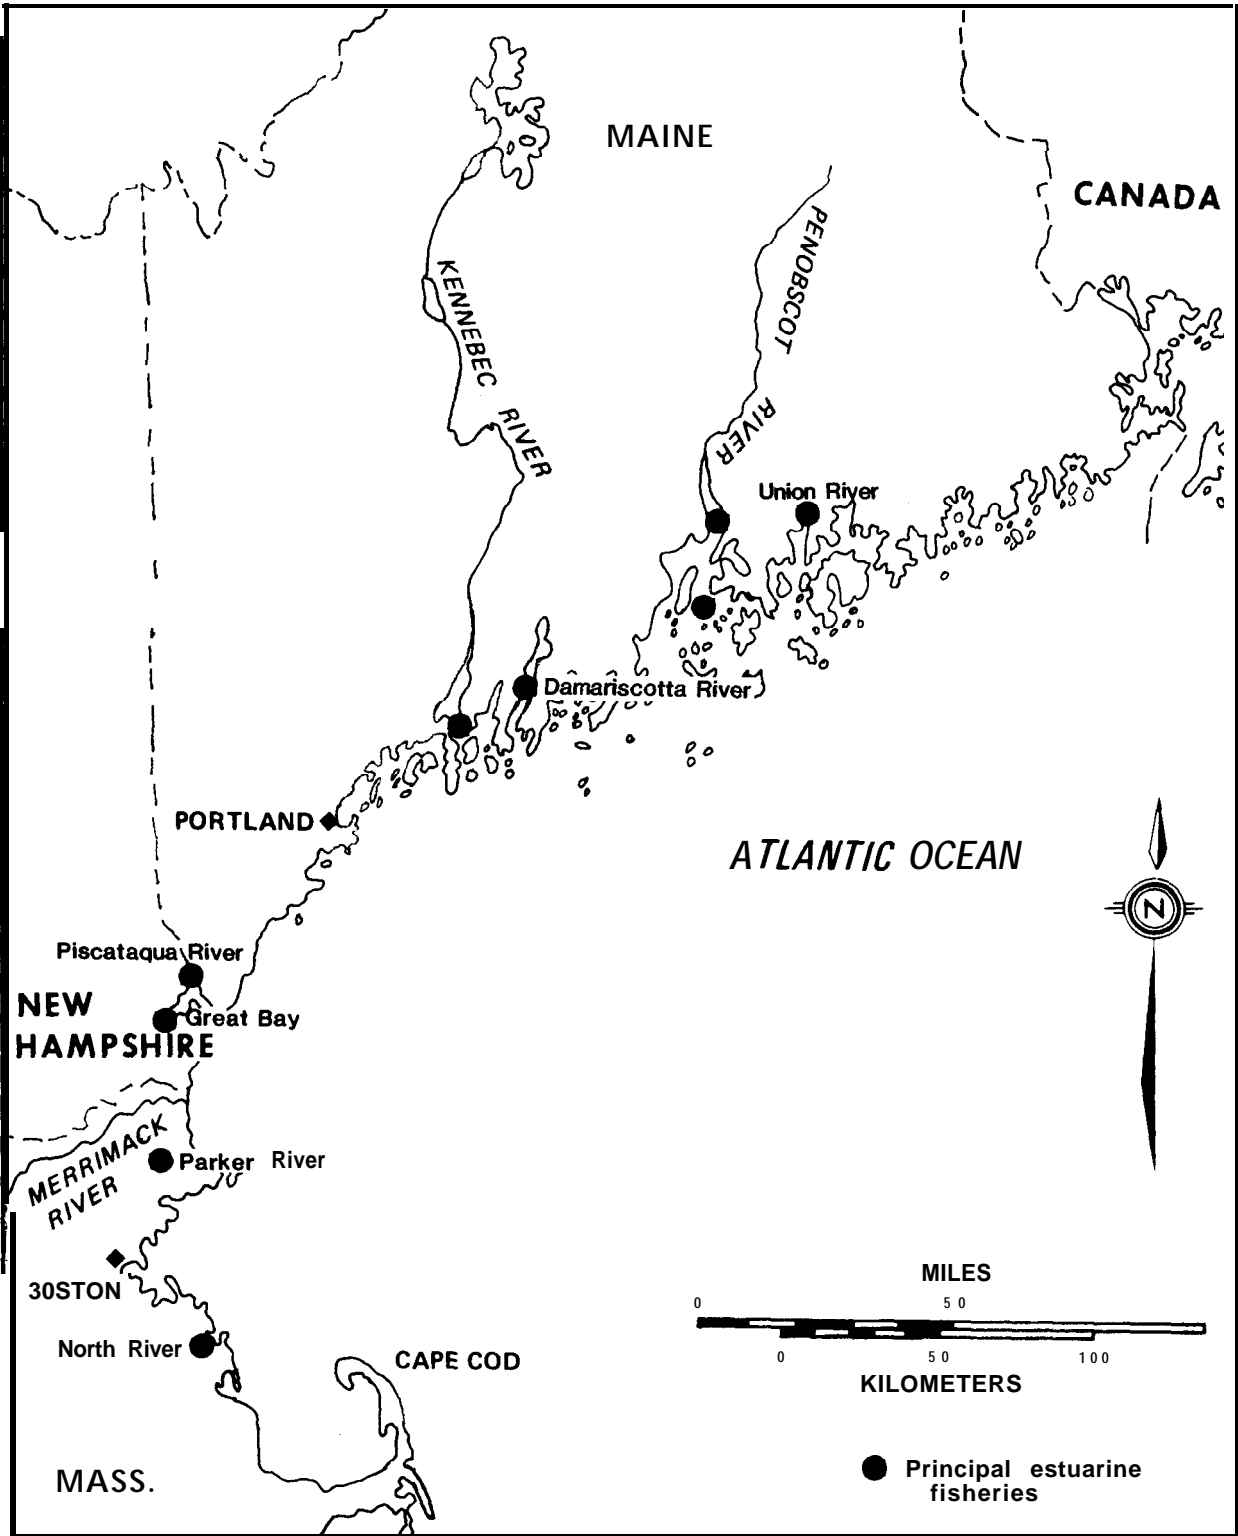 MAINE
CANADA
KENNEBEC RIVER
PENOBSCOT
RIVER
Union River
Damariscotta River
PORTLAND
ATLANTIC OCEAN
N
Piscataqua River
NEW
HAMPSHIRE
Great Bay
MERRIMACK
RIVER
Parker River
30STON
North River
CAPE COD
MASS.
MILES
0 50
0 50 100
KILOMETERS
Principal estuarine
fisheries